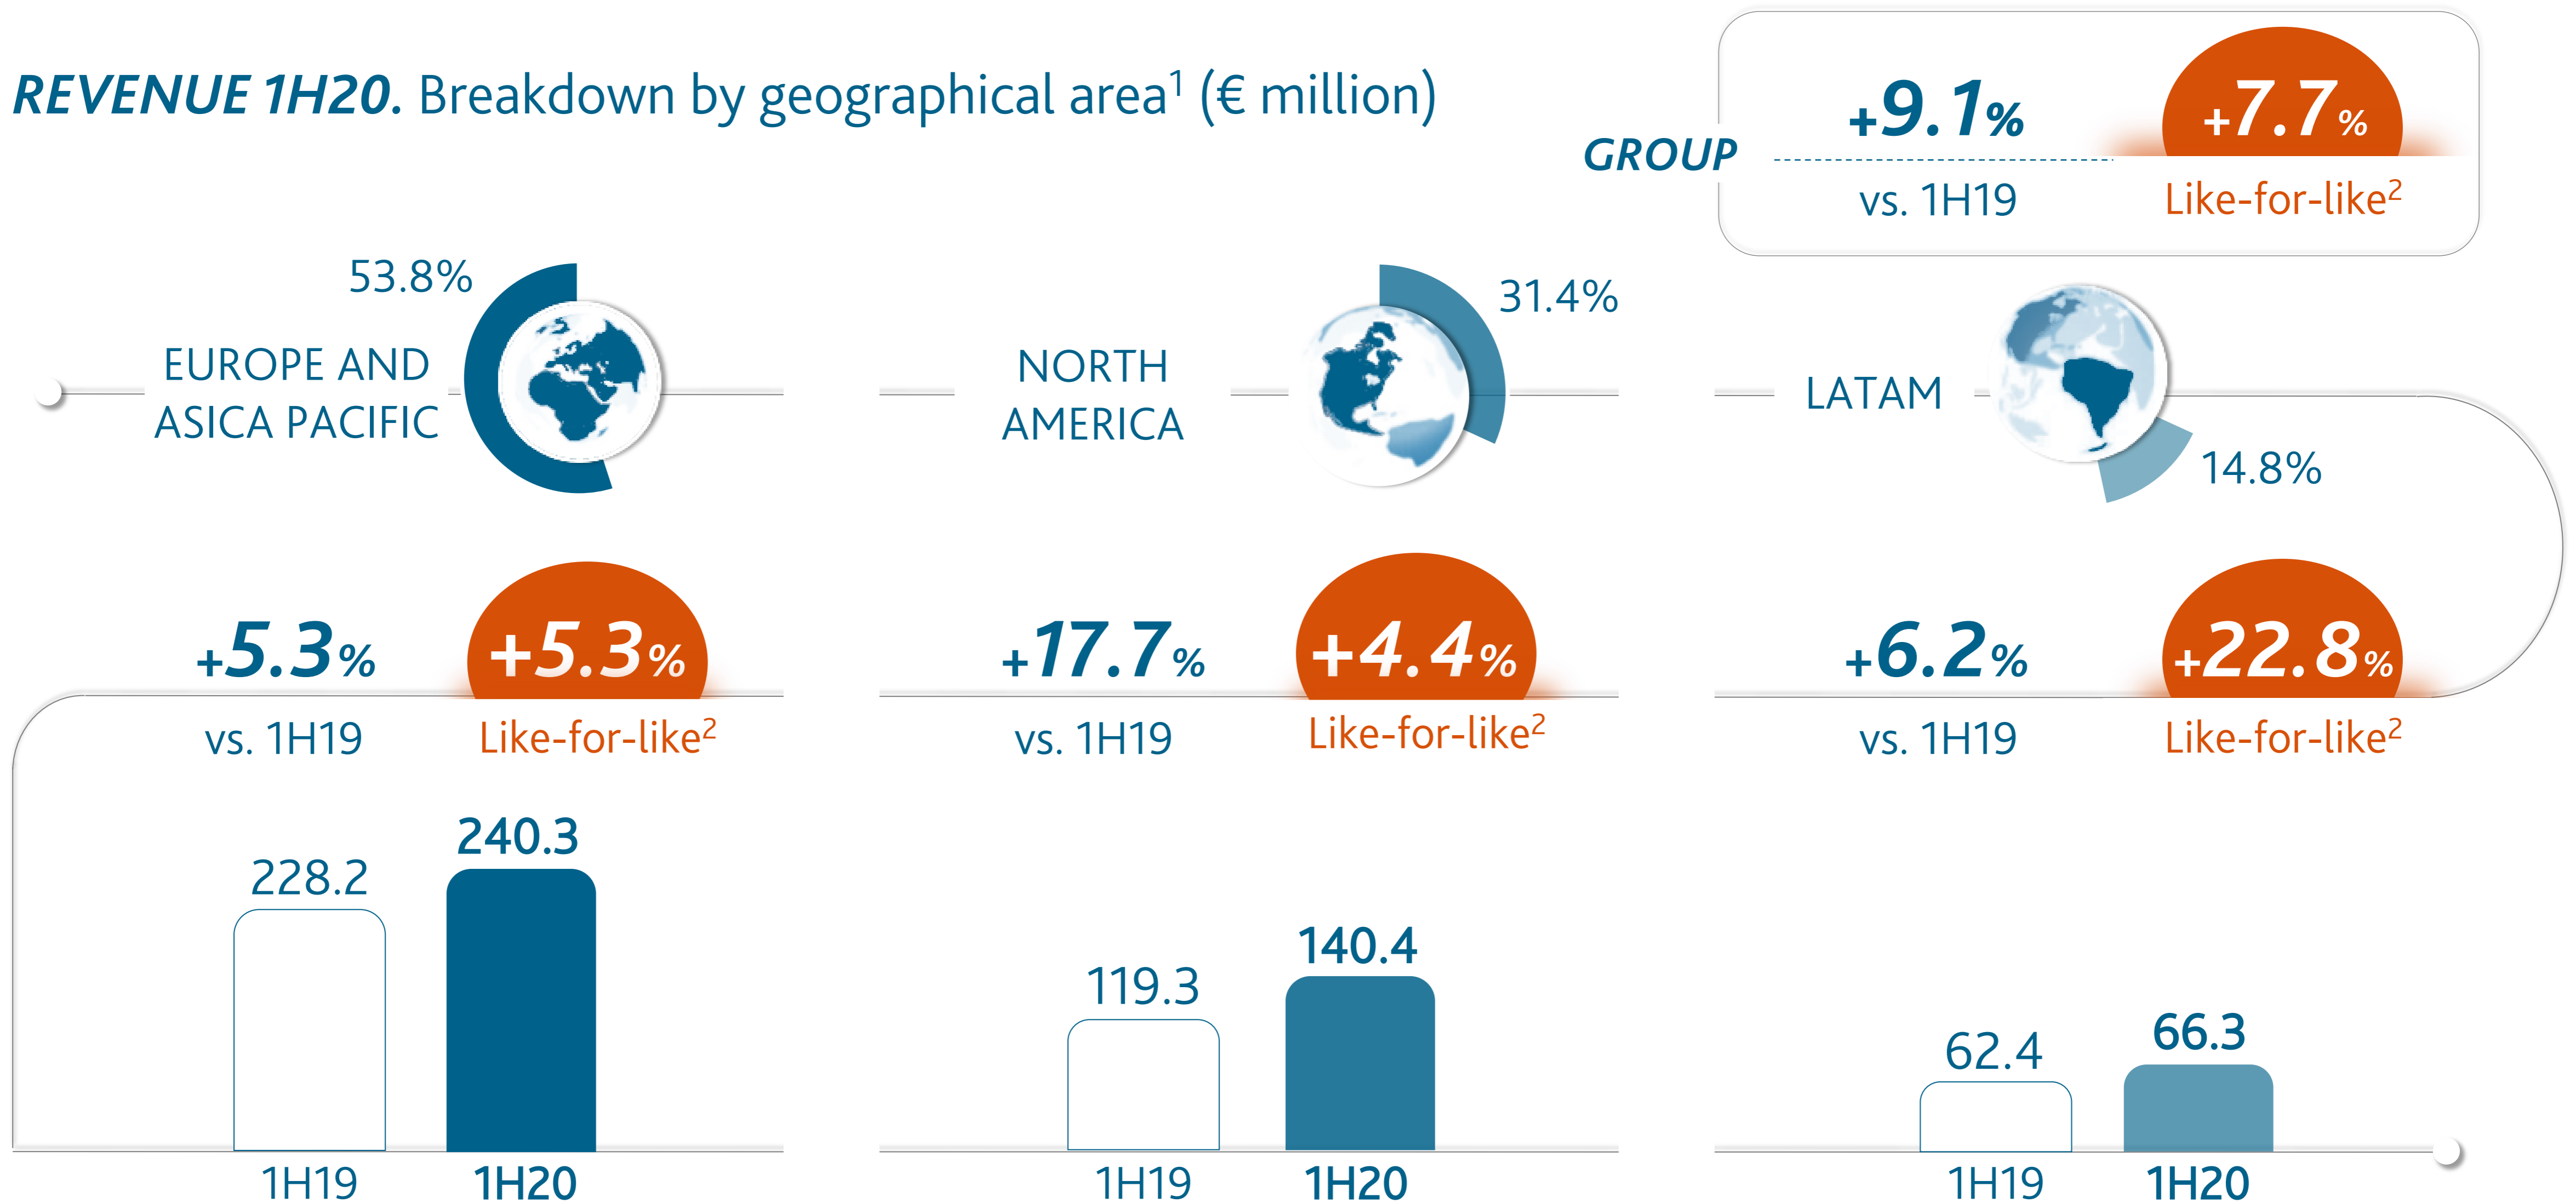 REVENUE 1H20. Breakdown by geographical area1 (€ million)
GROUP
+9.1%
vs. 1H19
+7.7%
Like-for-like2
53.8%
EUROPE AND
ASICA PACIFIC
31.4%
NORTH
AMERICA
LATAM
14.8%
+5.3%
vs. 1H19
+5.3%
Like-for-like2
+17.7%
vs. 1H19
+4.4%
Like-for-like2
+6.2%
vs. 1H19
+22.8%
Like-for-like2
228.2
240.3
1H19
1H20
119.3
140.4
1H19
1H20
62.4
66.3
1H19
1H20